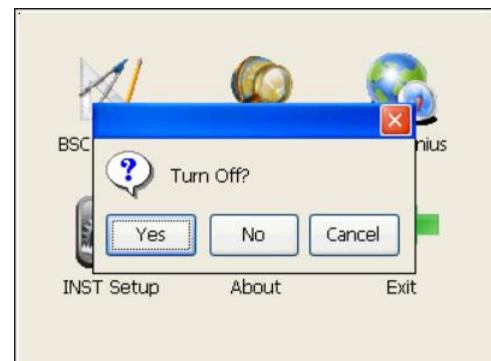 BSC
nius
Turn Off?
Yes
No
Cancel
INST Setup
About
Exit